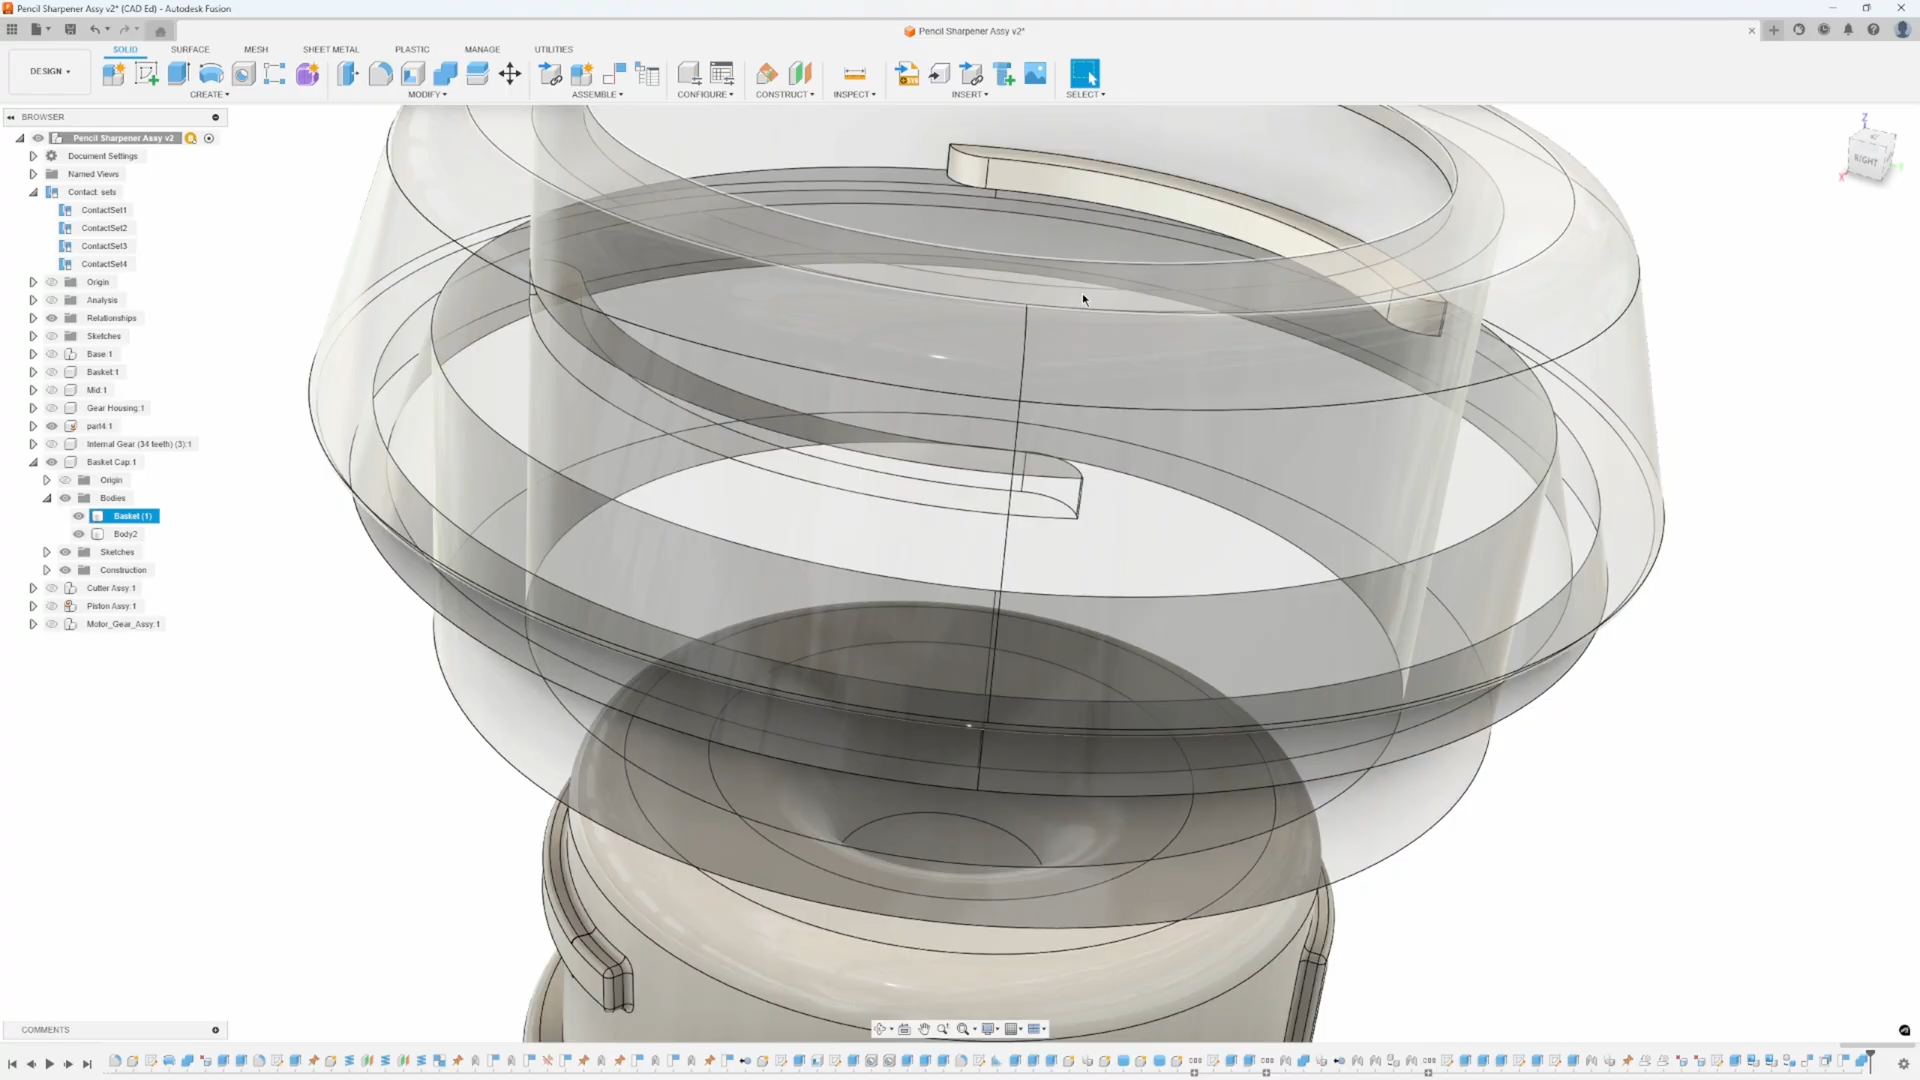 Pencil Sharpener Assy v2* (CAD Ed) - Autodesk Fusion
Pencil Sharpener Assy v2*
SOLID SURFACE MESH SHEET METAL PLASTIC MANAGE UTILITIES
DESIGN
CREATE MODIFY ASSEMBLE CONFIGURE CONSTRUCT INSPECT INSERT SELECT
BROWSER
Pencil Sharpener Assy v2
Document Settings
Named Views
Contact sets
ContactSet1
ContactSet2
ContactSet3
ContactSet4
Origin
Analysis
Relationships
Sketches
Base:1
Basket:1
Mid:1
Gear Housing:1
part4:1
Internal Gear (34 teeth) (3):1
Basket Cap:1
Origin
Bodies
Basket (1)
Body2
Sketches
Construction
Cutter Assy:1
Piston Assy:1
Motor_Gear_Assy:1
Z
RIGHT
X
COMMENTS